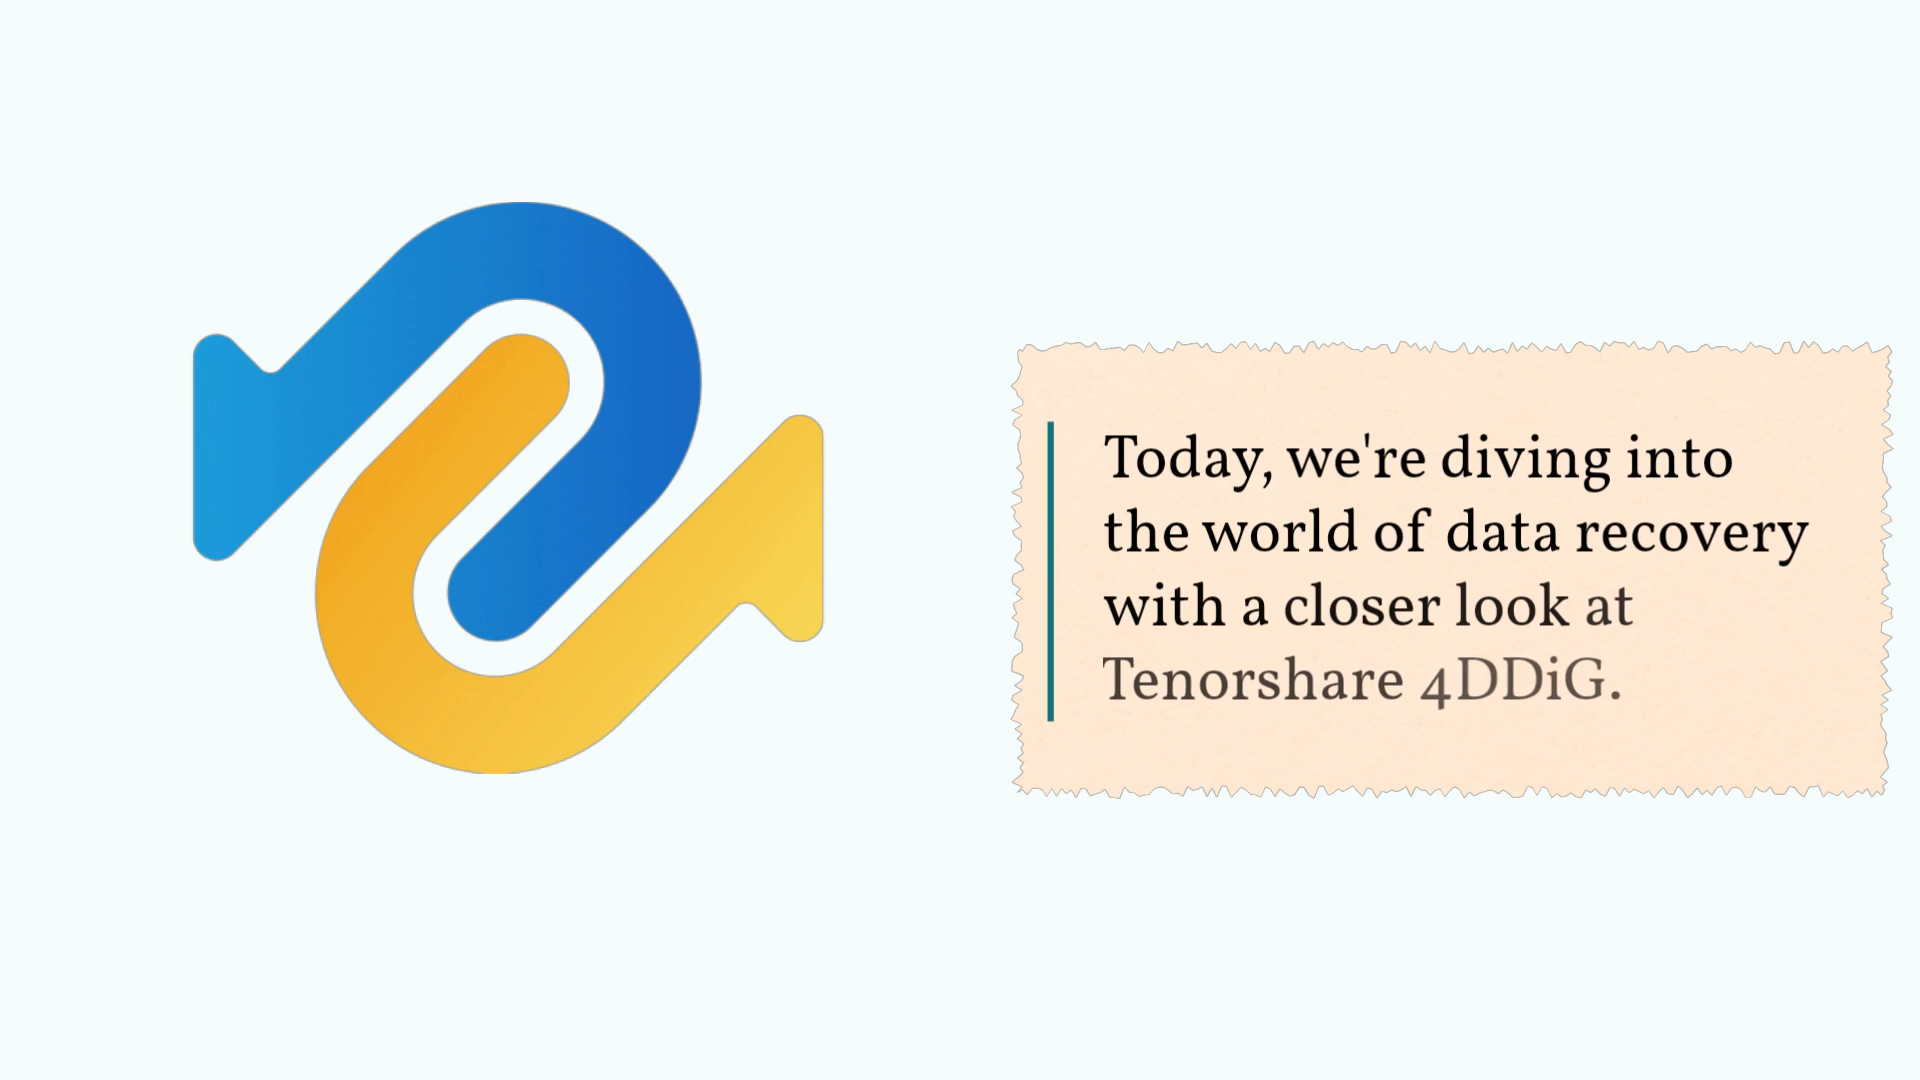 Today, we're diving into
the world of data recovery
with a closer look at
Tenorshare 4DDiG.